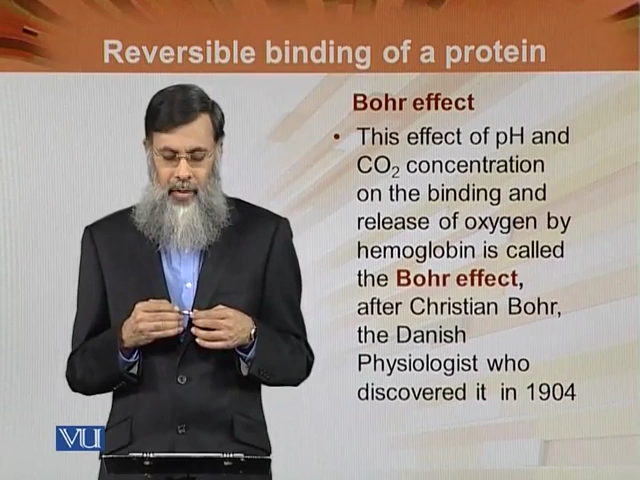 Reversible binding of a protein
Bohr effect
• This effect of pH and
CO₂ concentration
on the binding and
release of oxygen by
hemoglobin is called
the Bohr effect,
after Christian Bohr,
the Danish
Physiologist who
discovered it in 1904
VU